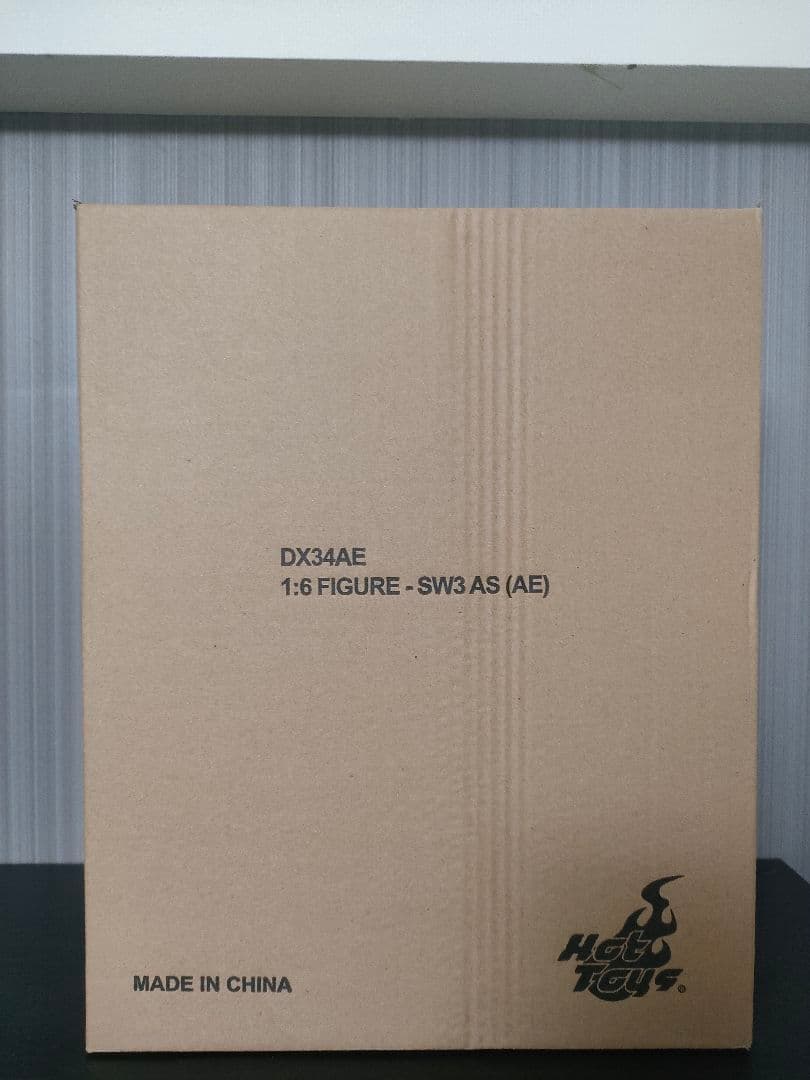 DX34AE
1:6 FIGURE - SW3 AS (AE)
MADE IN CHINA
Hot
Toys